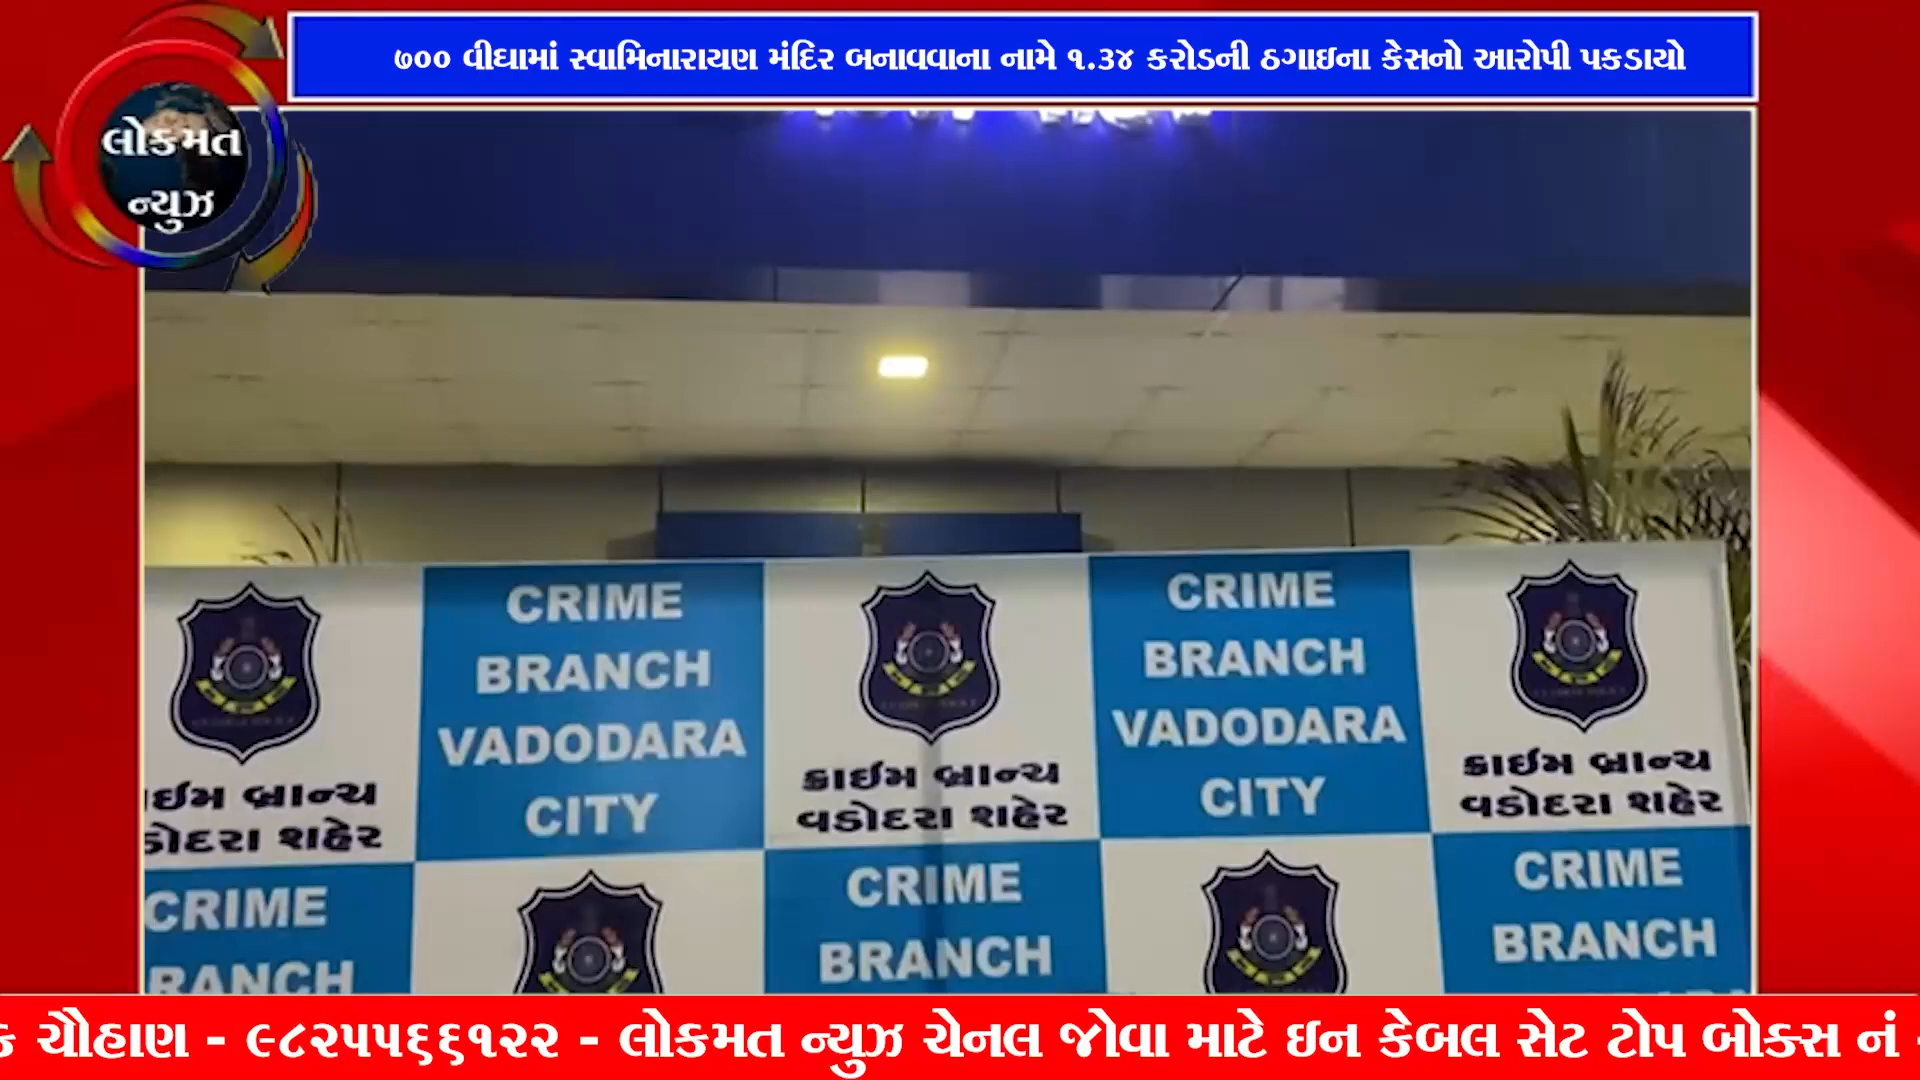 ૭૦૦ વીઘામાં સ્વામિનારાયણ મંદિર બનાવવાના નામે ૧.૩૪ કરોડની ઠગાઇના કેસનો આરોપી પકડાયો
લોકમત
ન્યુઝ
CRIME
BRANCH
VADODARA
CITY
CRIME
BRANCH
VADODARA
CITY
ક્રાઈમ બ્રાન્ચ
વડોદરા શહેર
ક્રાઈમ બ્રાન્ચ
વડોદરા શહેર
બ્રાન્ચ
શહેર
CRIME
CRIME
BRANCH
CRIME
BRANCH
ચૌહાણ - ૯૮૨૫૫૬૬૧૨૨ - લોકમત ન્યુઝ ચેનલ જોવા માટે ઇન કેબલ સેટ ટોપ બોક્સ નં